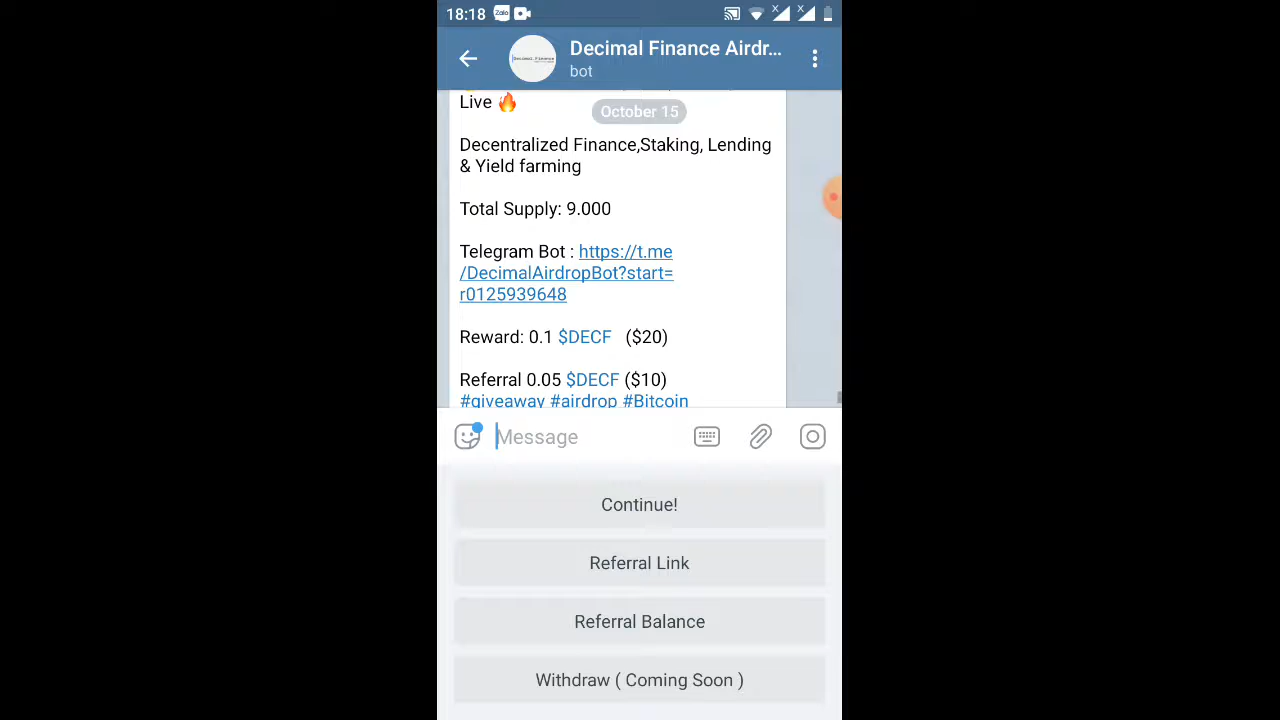 18:18
Zalo
Decimal Finance Airdr...
bot
Live 🔥
October 15
Decentralized Finance,Staking, Lending
& Yield farming
Total Supply: 9.000
Telegram Bot : https://t.me
/DecimalAirdropBot?start=
r0125939648
Reward: 0.1 $DECF ($20)
Referral 0.05 $DECF ($10)
#giveaway #airdrop #Bitcoin
Message
Continue!
Referral Link
Referral Balance
Withdraw ( Coming Soon )